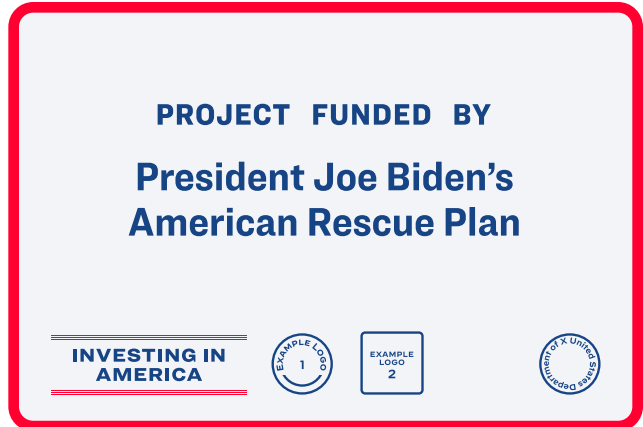 PROJECT FUNDED BY
President Joe Biden’s
American Rescue Plan
INVESTING IN
AMERICA
EXAMPLE LOGO
1
EXAMPLE
LOGO
2
Department of X United States